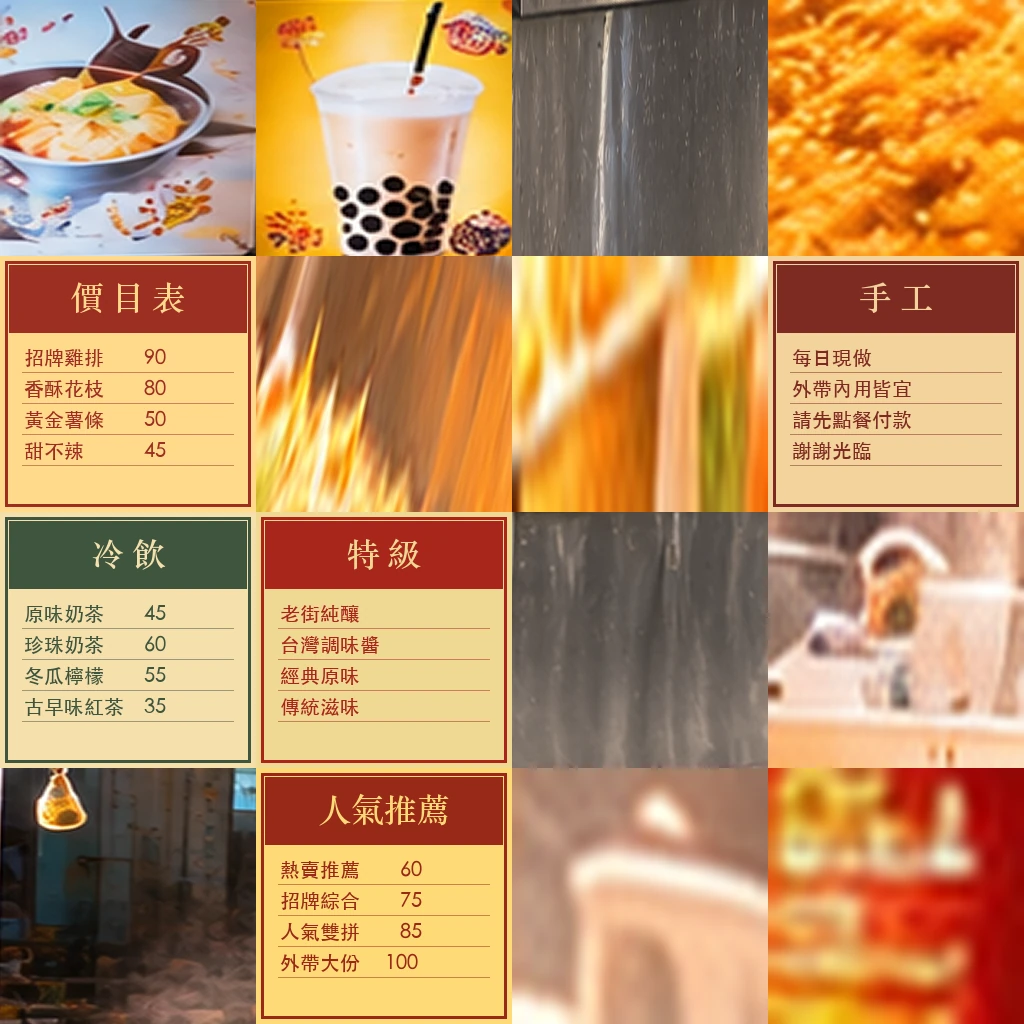 價目表
招牌雞排 90
香酥花枝 80
黃金薯條 50
甜不辣 45
手工
每日現做
外帶內用皆宜
請先點餐付款
謝謝光臨
冷飲
原味奶茶 45
珍珠奶茶 60
冬瓜檸檬 55
古早味紅茶 35
特級
老街純釀
台灣調味醬
經典原味
傳統滋味
人氣推薦
熱賣推薦 60
招牌綜合 75
人氣雙拼 85
外帶大份 100